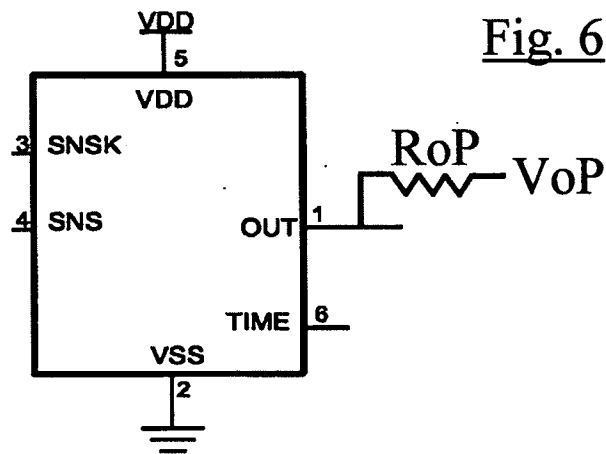 VDD
Fig. 6
5
VDD
3 SNSK
RoP
VoP
4 SNS
OUT 1
TIME 6
VSS
2